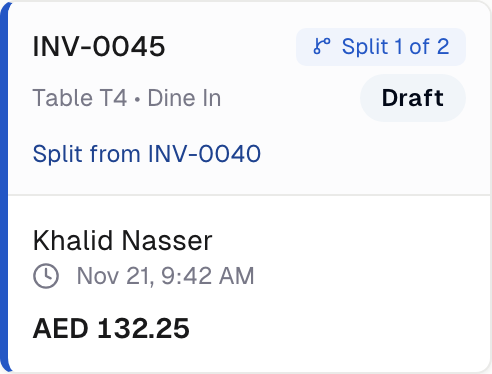 INV-0045
Split 1 of 2
Table T4 • Dine In
Draft
Split from INV-0040
Khalid Nasser
Nov 21, 9:42 AM
AED 132.25